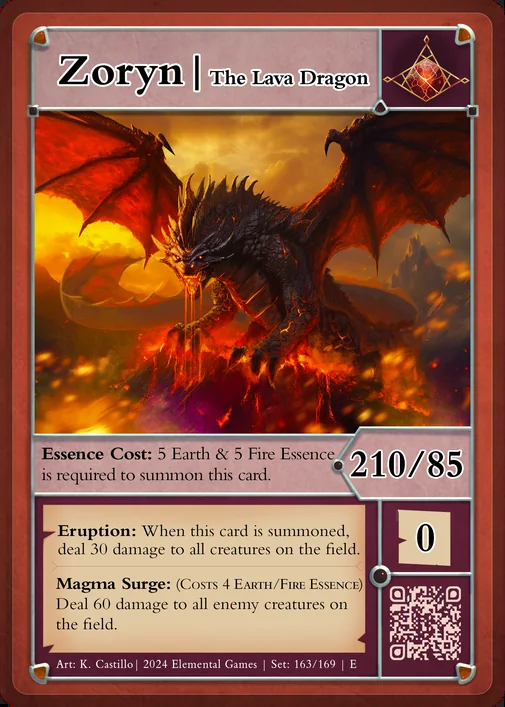 Zoryn | The Lava Dragon
Essence Cost: 5 Earth & 5 Fire Essence
is required to summon this card.
210/85
Eruption: When this card is summoned,
deal 30 damage to all creatures on the field.
0
Magma Surge: (Costs 4 Earth/Fire Essence)
Deal 60 damage to all enemy creatures on
the field.
Art: K. Castillo| 2024 Elemental Games | Set: 163/169 | E